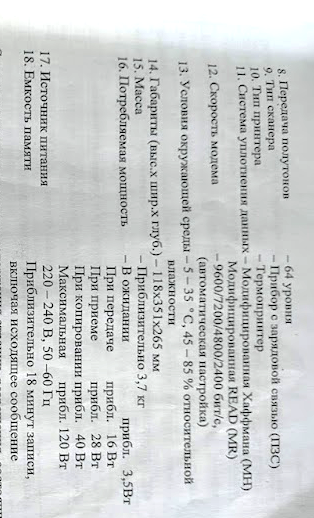 8. Передача полутонов – 64 уровня
9. Тип сканера – Прибор с зарядовой связью (ПЗС)
10. Тип принтера – Термопринтер
11. Система уплотнения данных – Модифицированная Хаффмана (MH)
Модифицированная READ (MR)
12. Скорость модема – 9600/7200/4800/2400 бит/с,
(автоматическая настройка)
13. Условия окружающей среды – 5 – 35 °C, 45 – 85 % относительной
влажности
14. Габариты (выс.х шир.х глуб.) – 118x351x265 мм
15. Масса – Приблизительно 3,7 кг
16. Потребляемая мощность – В ожидании прибл. 3,5Вт
При передаче прибл. 16 Вт
При приеме прибл. 28 Вт
При копировании прибл. 40 Вт
Максимальная прибл. 120 Вт
17. Источник питания 220 – 240 В, 50 –60 Гц
18. Емкость памяти Приблизительно 18 минут записи,
включая исходящее сообщение